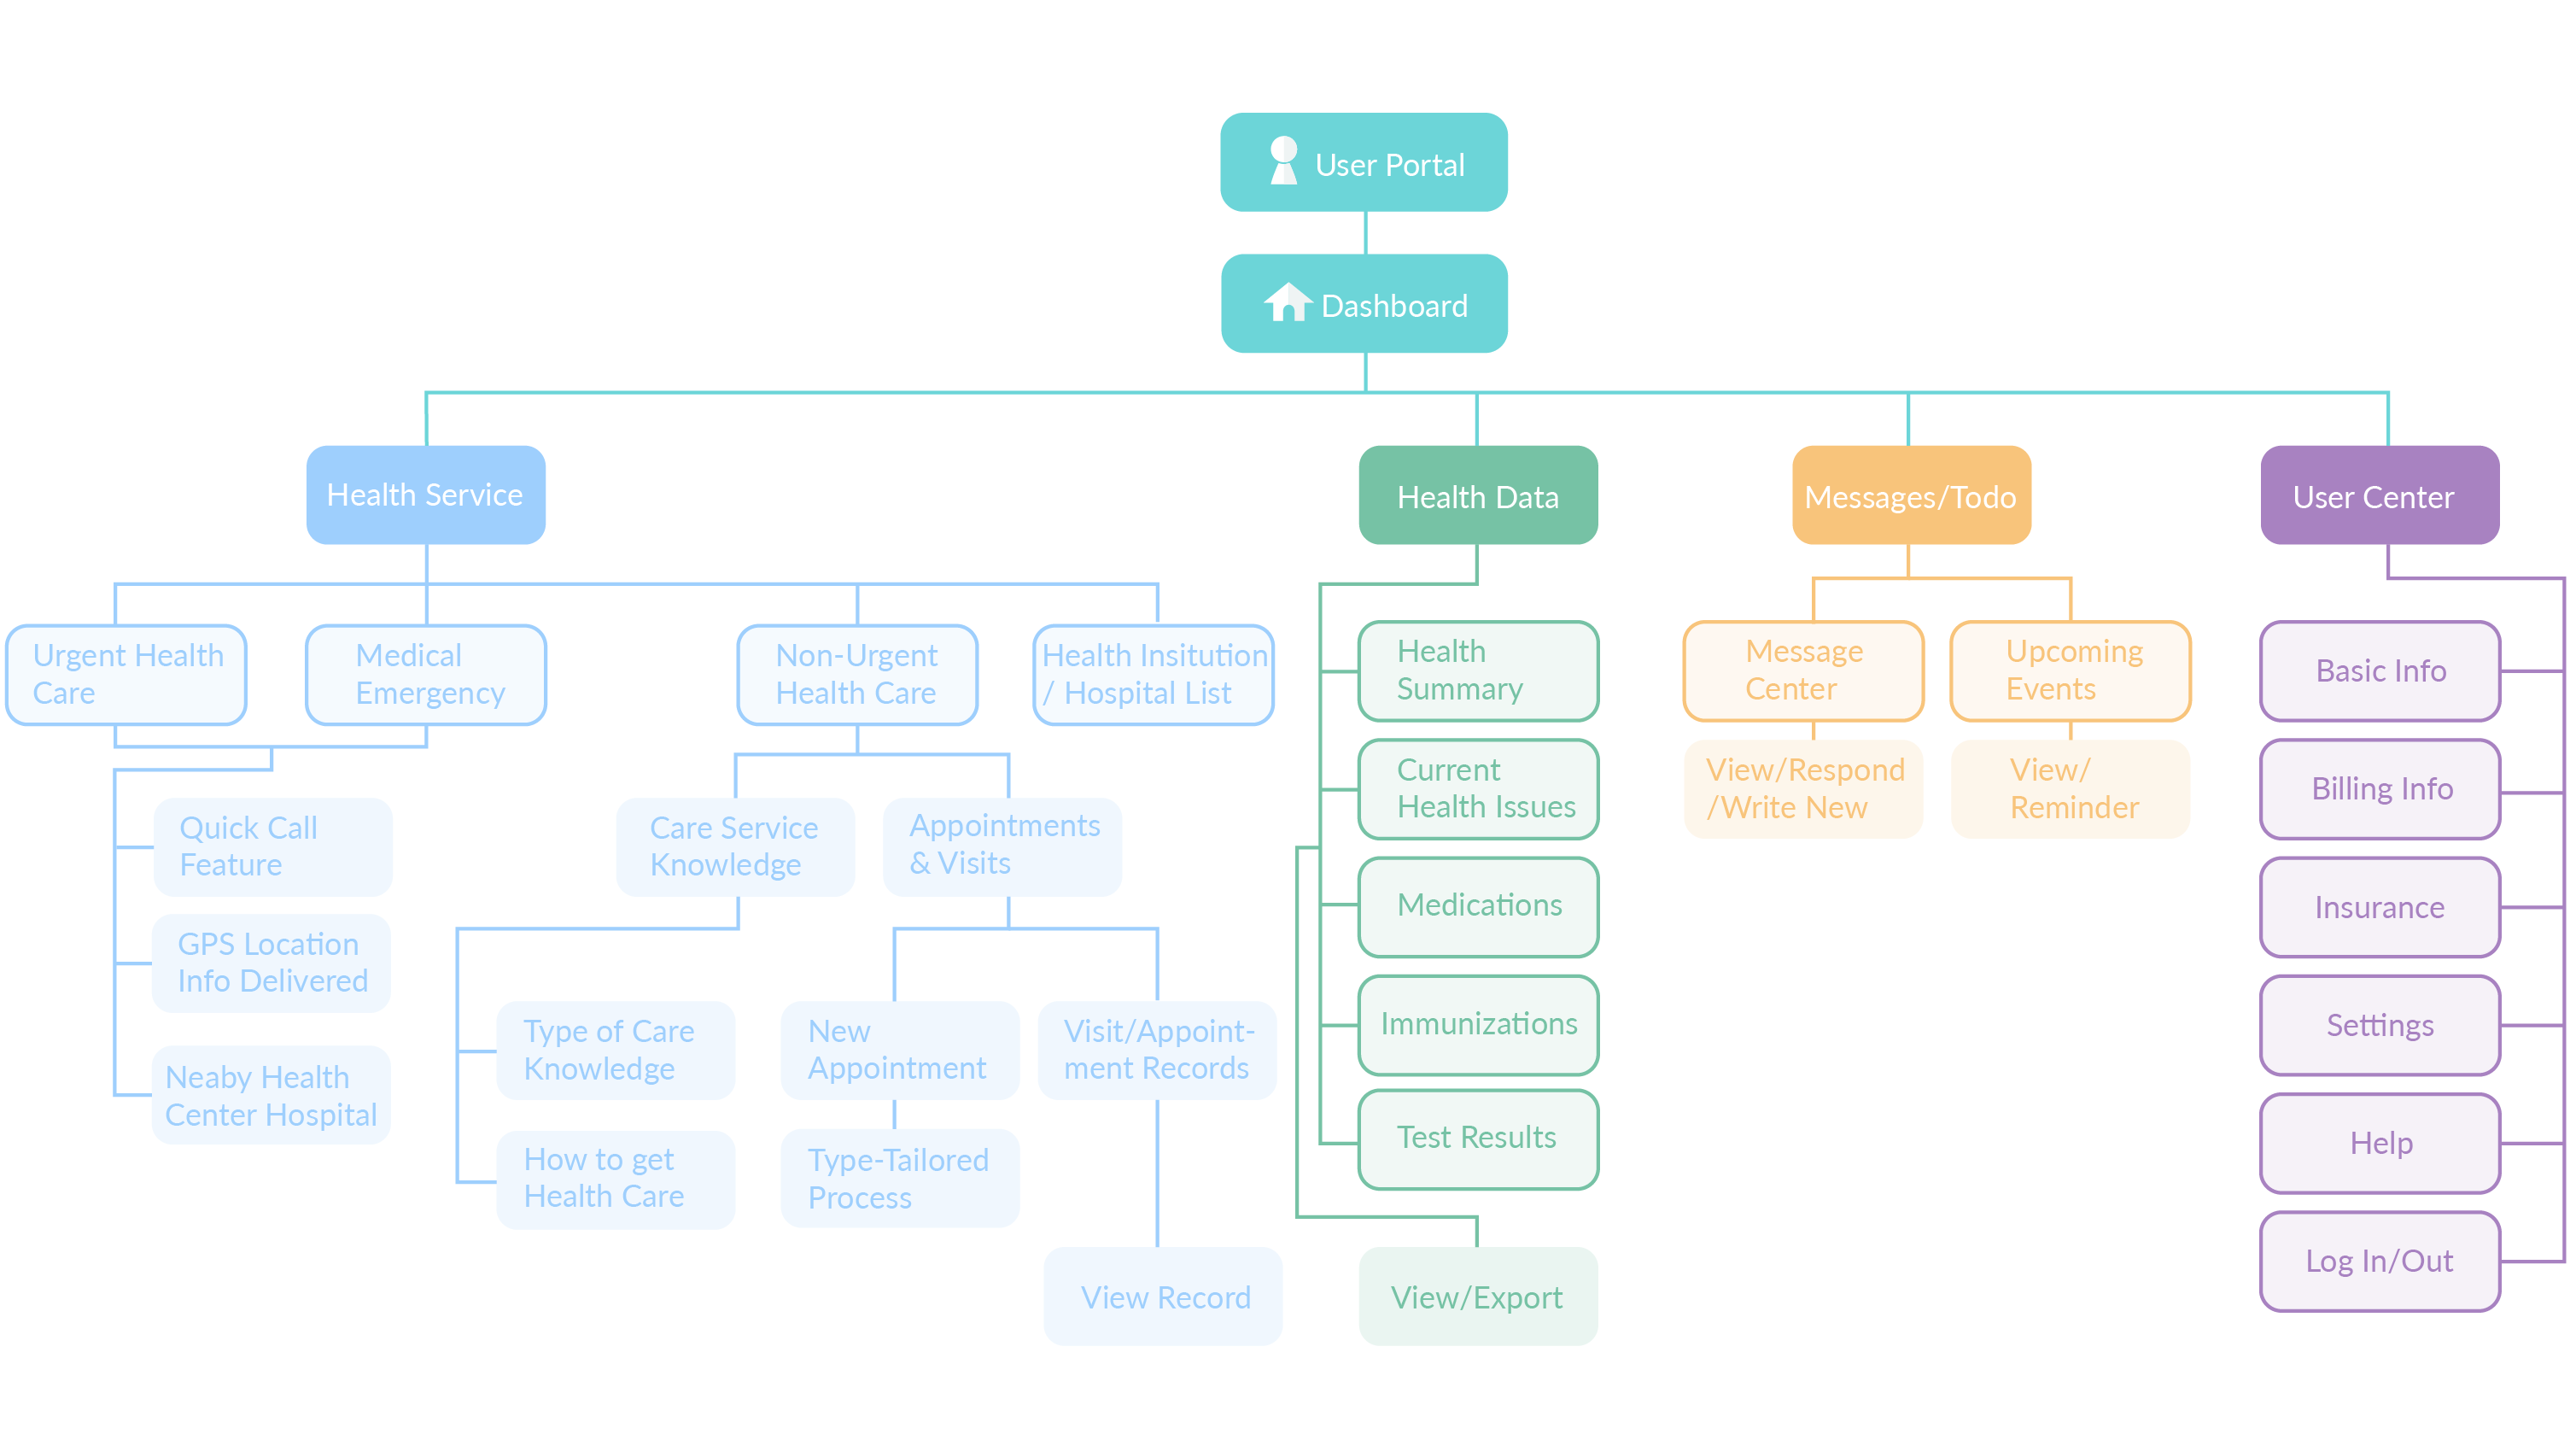 User Portal
Dashboard
Health Service
Health Data
Messages/Todo
User Center
Urgent Health
Care
Medical
Emergency
Non-Urgent
Health Care
Health Insitution
/ Hospital List
Quick Call
Feature
GPS Location
Info Delivered
Neaby Health
Center Hospital
Care Service
Knowledge
Appointments
& Visits
Type of Care
Knowledge
How to get
Health Care
New
Appointment
Type-Tailored
Process
Visit/Appoint-
ment Records
View Record
Health
Summary
Current
Health Issues
Medications
Immunizations
Test Results
View/Export
Message
Center
View/Respond
/Write New
Upcoming
Events
View/
Reminder
Basic Info
Billing Info
Insurance
Settings
Help
Log In/Out